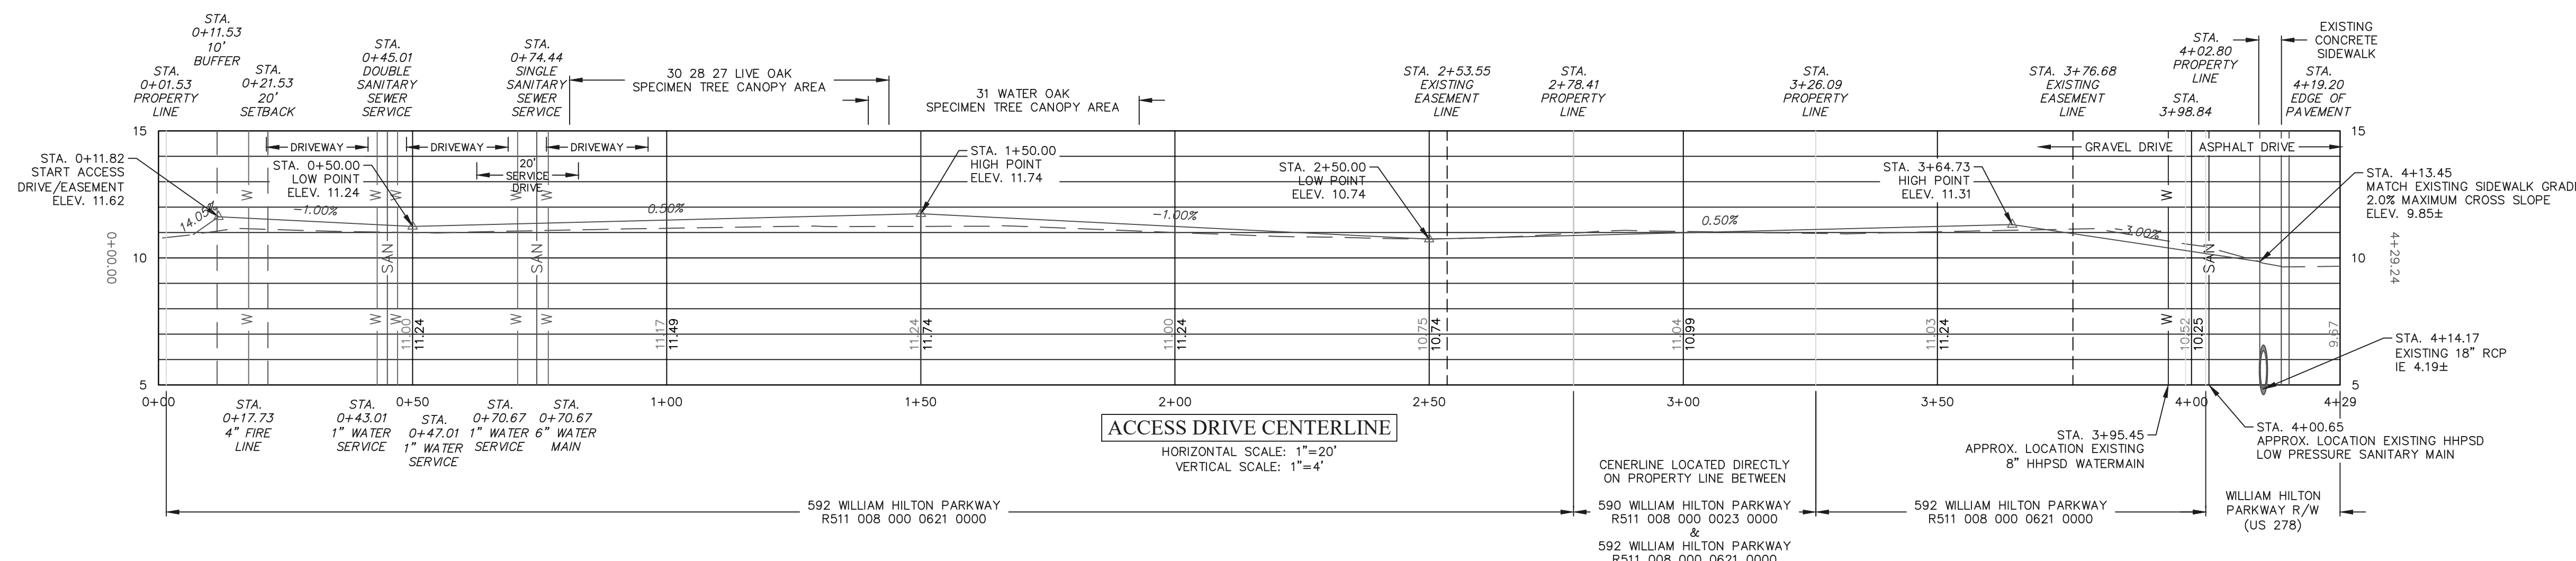 STA.
0+01.53
PROPERTY
LINE
STA.
0+11.53
10'
BUFFER
STA.
0+21.53
20'
SETBACK
STA.
0+45.01
DOUBLE
SANITARY
SEWER
SERVICE
STA.
0+74.44
SINGLE
SANITARY
SEWER
SERVICE
30 28 27 LIVE OAK
SPECIMEN TREE CANOPY AREA
31 WATER OAK
SPECIMEN TREE CANOPY AREA
STA. 2+53.55
EXISTING
EASEMENT
LINE
STA.
2+78.41
PROPERTY
LINE
STA.
3+26.09
PROPERTY
LINE
STA. 3+76.68
EXISTING
EASEMENT
LINE
STA.
4+02.80
PROPERTY
LINE
STA.
3+98.84
EXISTING
CONCRETE
SIDEWALK
STA.
4+19.20
EDGE OF
PAVEMENT
15
15
DRIVEWAY
DRIVEWAY
DRIVEWAY
20'
SERVICE
DRIVE
GRAVEL DRIVE
ASPHALT DRIVE
STA. 0+11.82
START ACCESS
DRIVE/EASEMENT
ELEV. 11.62
STA. 0+50.00
LOW POINT
ELEV. 11.24
STA. 1+50.00
HIGH POINT
ELEV. 11.74
STA. 2+50.00
LOW POINT
ELEV. 10.74
STA. 3+64.73
HIGH POINT
ELEV. 11.31
STA. 4+13.45
MATCH EXISTING SIDEWALK GRAD
2.0% MAXIMUM CROSS SLOPE
ELEV. 9.85±
14.05%
-1.00%
0.50%
-1.00%
0.50%
-3.00%
W
W
W
W
W
W
0+00.00
10
SAN
SAN
SAN
10
4+29.24
W
W
W
W
W
W
11.00
11.24
11.17
11.49
11.24
11.74
11.00
11.24
10.75
10.74
11.04
10.99
11.03
11.24
10.52
10.25
9.67
STA. 4+14.17
EXISTING 18" RCP
IE 4.19±
5
5
0+00
0+50
1+00
1+50
2+00
2+50
3+00
3+50
4+00
4+29
STA.
0+17.73
4" FIRE
LINE
STA.
0+43.01
1" WATER
SERVICE
STA.
0+47.01
1" WATER
SERVICE
STA.
0+70.67
1" WATER
SERVICE
STA.
0+70.67
6" WATER
MAIN
ACCESS DRIVE CENTERLINE
HORIZONTAL SCALE: 1"=20'
VERTICAL SCALE: 1"=4'
STA. 3+95.45
APPROX. LOCATION EXISTING
8" HHPSD WATERMAIN
STA. 4+00.65
APPROX. LOCATION EXISTING HHPSD
LOW PRESSURE SANITARY MAIN
CENERLINE LOCATED DIRECTLY
ON PROPERTY LINE BETWEEN
592 WILLIAM HILTON PARKWAY
R511 008 000 0621 0000
590 WILLIAM HILTON PARKWAY
R511 008 000 0023 0000
&
592 WILLIAM HILTON PARKWAY
R511 008 000 0621 0000
592 WILLIAM HILTON PARKWAY
R511 008 000 0621 0000
WILLIAM HILTON
PARKWAY R/W
(US 278)